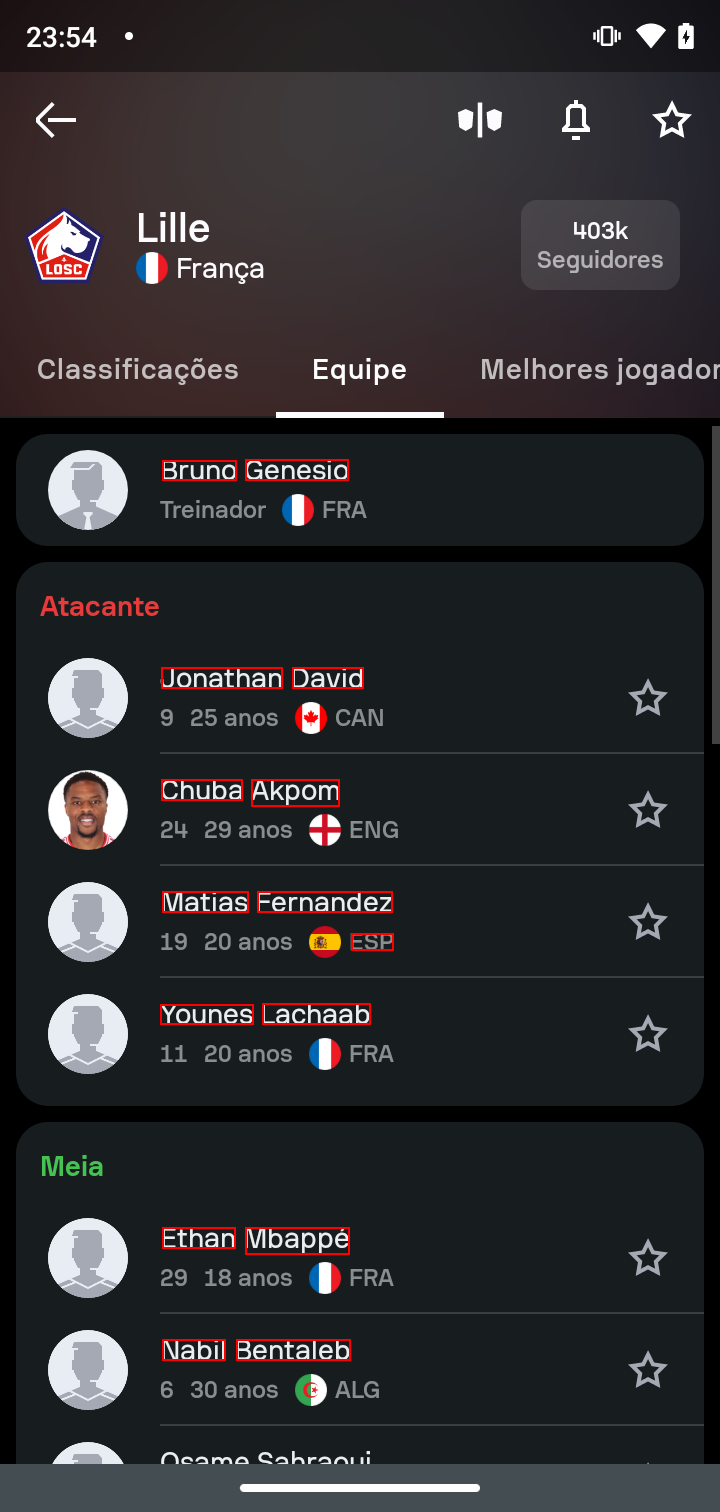 23:54
Lille
LOSC
França
403k
Seguidores
Classificações
Equipe
Melhores jogador
Bruno Genesio
Treinador FRA
Atacante
Jonathan David
9 25 anos CAN
Chuba Akpom
24 29 anos ENG
Matias Fernandez
19 20 anos ESP
Younes Lachaab
11 20 anos FRA
Meia
Ethan Mbappé
29 18 anos FRA
Nabil Bentaleb
6 30 anos ALG
Osame Sahraoui